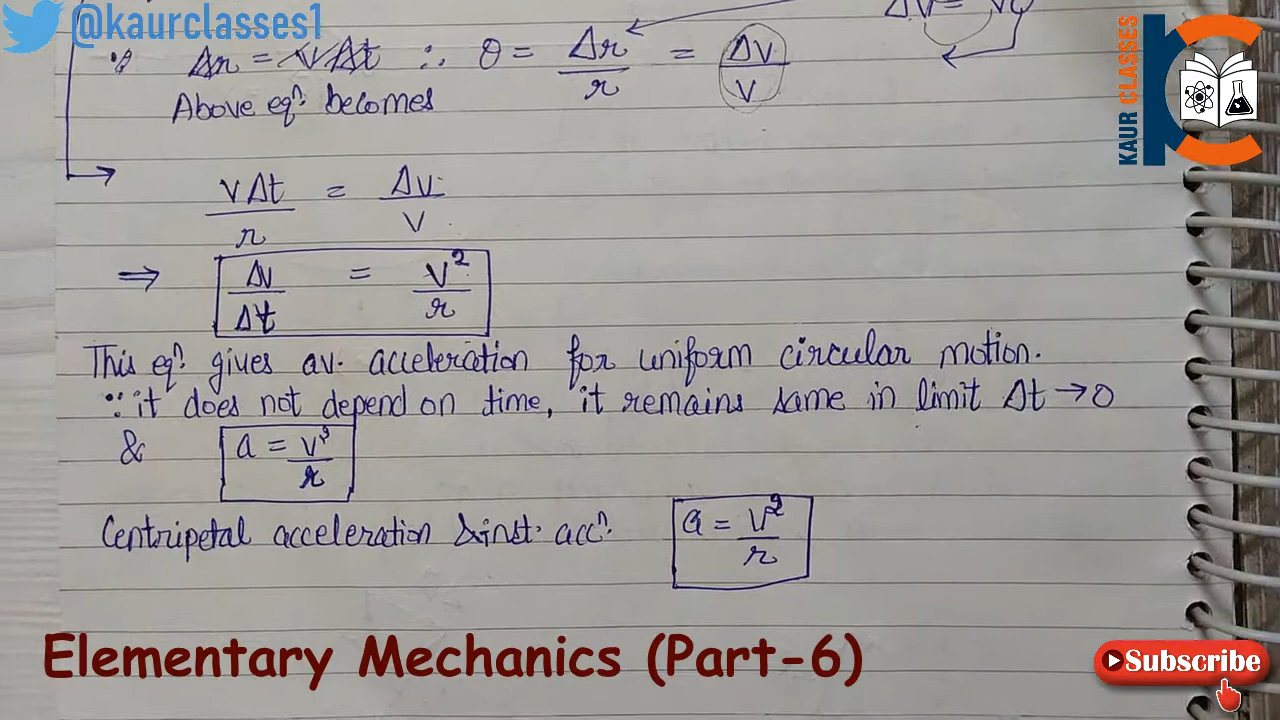 @kaurclasses1
Δv = vθ
∵ Δr = vΔt ∴ θ = Δr/r = Δv/v
Above eqⁿ. becomes
vΔt/r = Δv/v
⇒ Δv/Δt = v²/r
This eqⁿ. gives av. acceleration for uniform circular motion.
∵ it does not depend on time, it remains same in limit Δt → 0
& a = v²/r
Centripetal acceleration & inst. accⁿ. a = v²/r
KAUR CLASSES
Elementary Mechanics (Part-6)
Subscribe